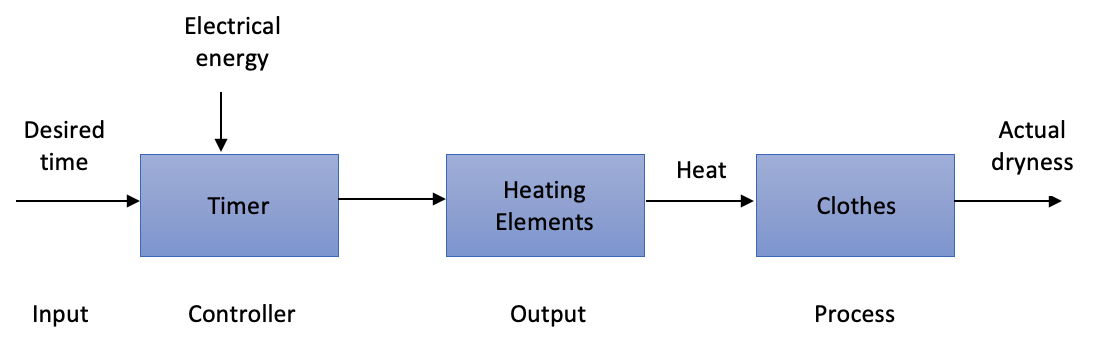 Electrical
energy
Desired
time
Actual
dryness
Heat
Timer
Heating
Elements
Clothes
Input
Controller
Output
Process